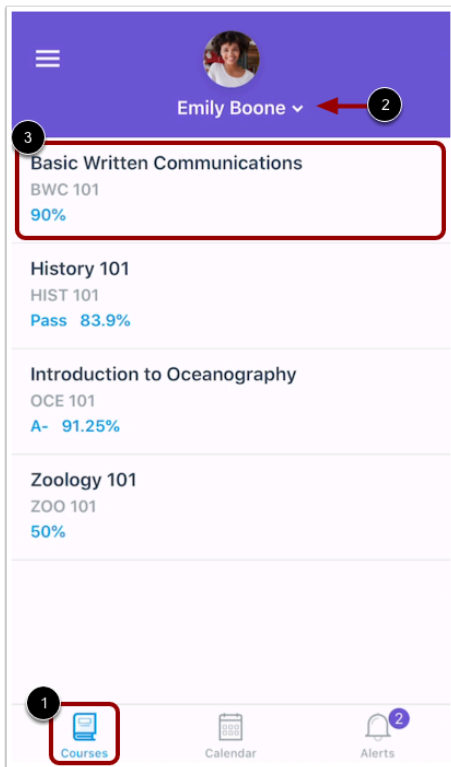 Emily Boone
2
3
Basic Written Communications
BWC 101
90%
History 101
HIST 101
Pass 83.9%
Introduction to Oceanography
OCE 101
A- 91.25%
Zoology 101
ZOO 101
50%
1
2
Courses Calendar Alerts